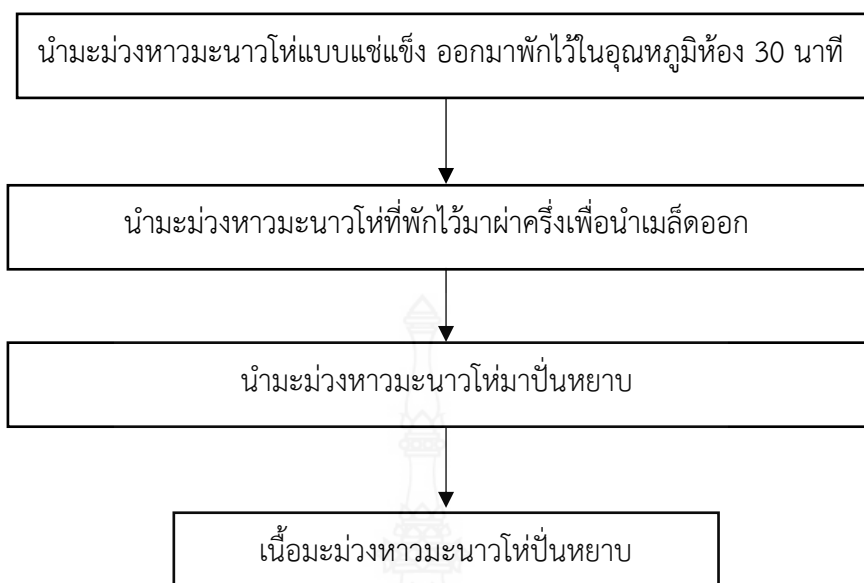 นำมะม่วงหาวมะนาวโห่แบบแช่แข็ง ออกมาพักไว้ในอุณหภูมิห้อง 30 นาที
นำมะม่วงหาวมะนาวโห่ที่พักไว้มาผ่าครึ่งเพื่อนำเมล็ดออก
นำมะม่วงหาวมะนาวโห่มาปั่นหยาบ
เนื้อมะม่วงหาวมะนาวโห่ปั่นหยาบ